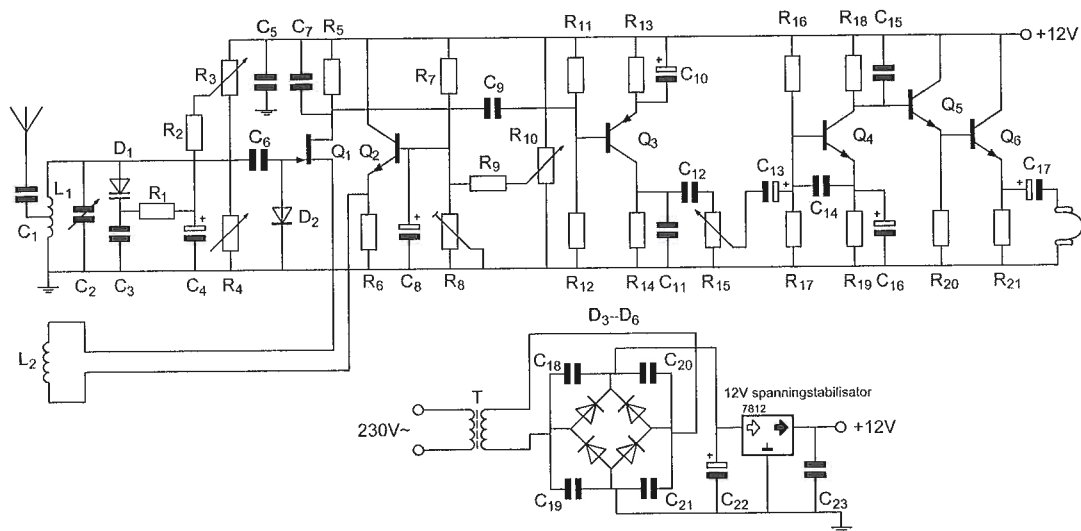 R11 R13 R16 R18 C15
C5 C7 R5 +12V
R3 R7 C10
C9
R2 R10 Q5
D1 C6 Q1 Q2 Q3 Q4 Q6
R9 C12 C13 C17
L1 R1 D2 C14
C1
C2 C3 C4 R4 R6 C8 R8 R12 R14 C11 R15 R17 R19 C16 R20 R21
D3--D6
L2 C18 C20
T 12V spanningstabilisator
7812
230V~ +12V
C19 C21 C22 C23